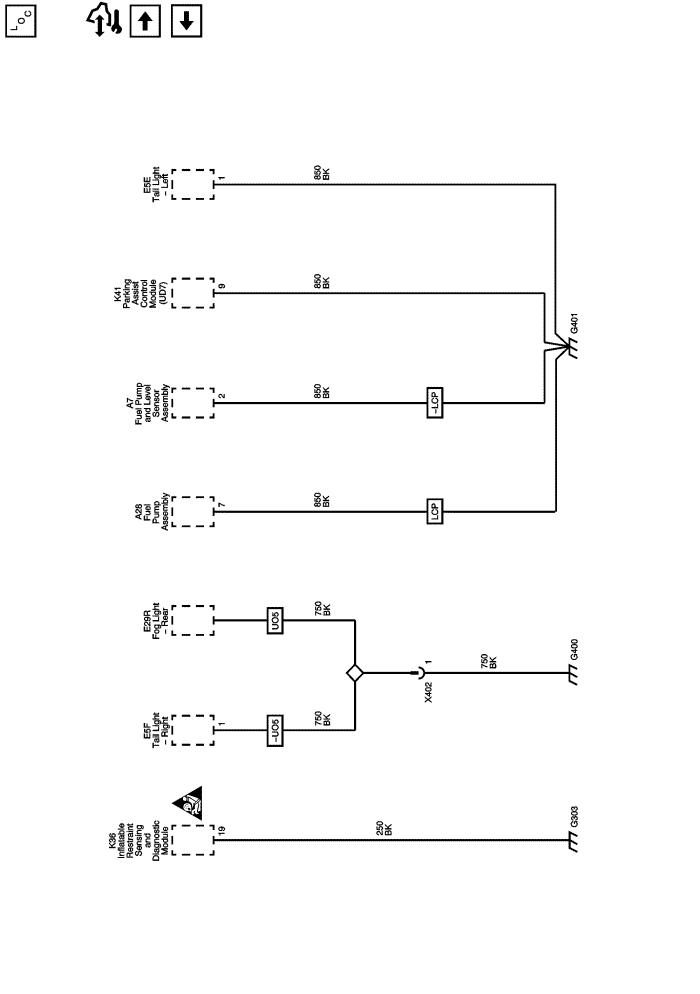 LOC
E5E
Tail Light
– Left
1
850
BK
K41
Parking
Assist
Control
Module
(UD7)
9
850
BK
A7
Fuel Pump
and Level
Sensor
Assembly
2
850
BK
–LCP
A28
Fuel
Pump
Assembly
7
850
BK
LCP
G401
E29R
Fog Light
– Rear
UO5
750
BK
E5F
Tail Light
– Right
1
–UO5
750
BK
X402
1
750
BK
G400
K36
Inflatable
Restraint
Sensing
and
Diagnostic
Module
19
250
BK
G303